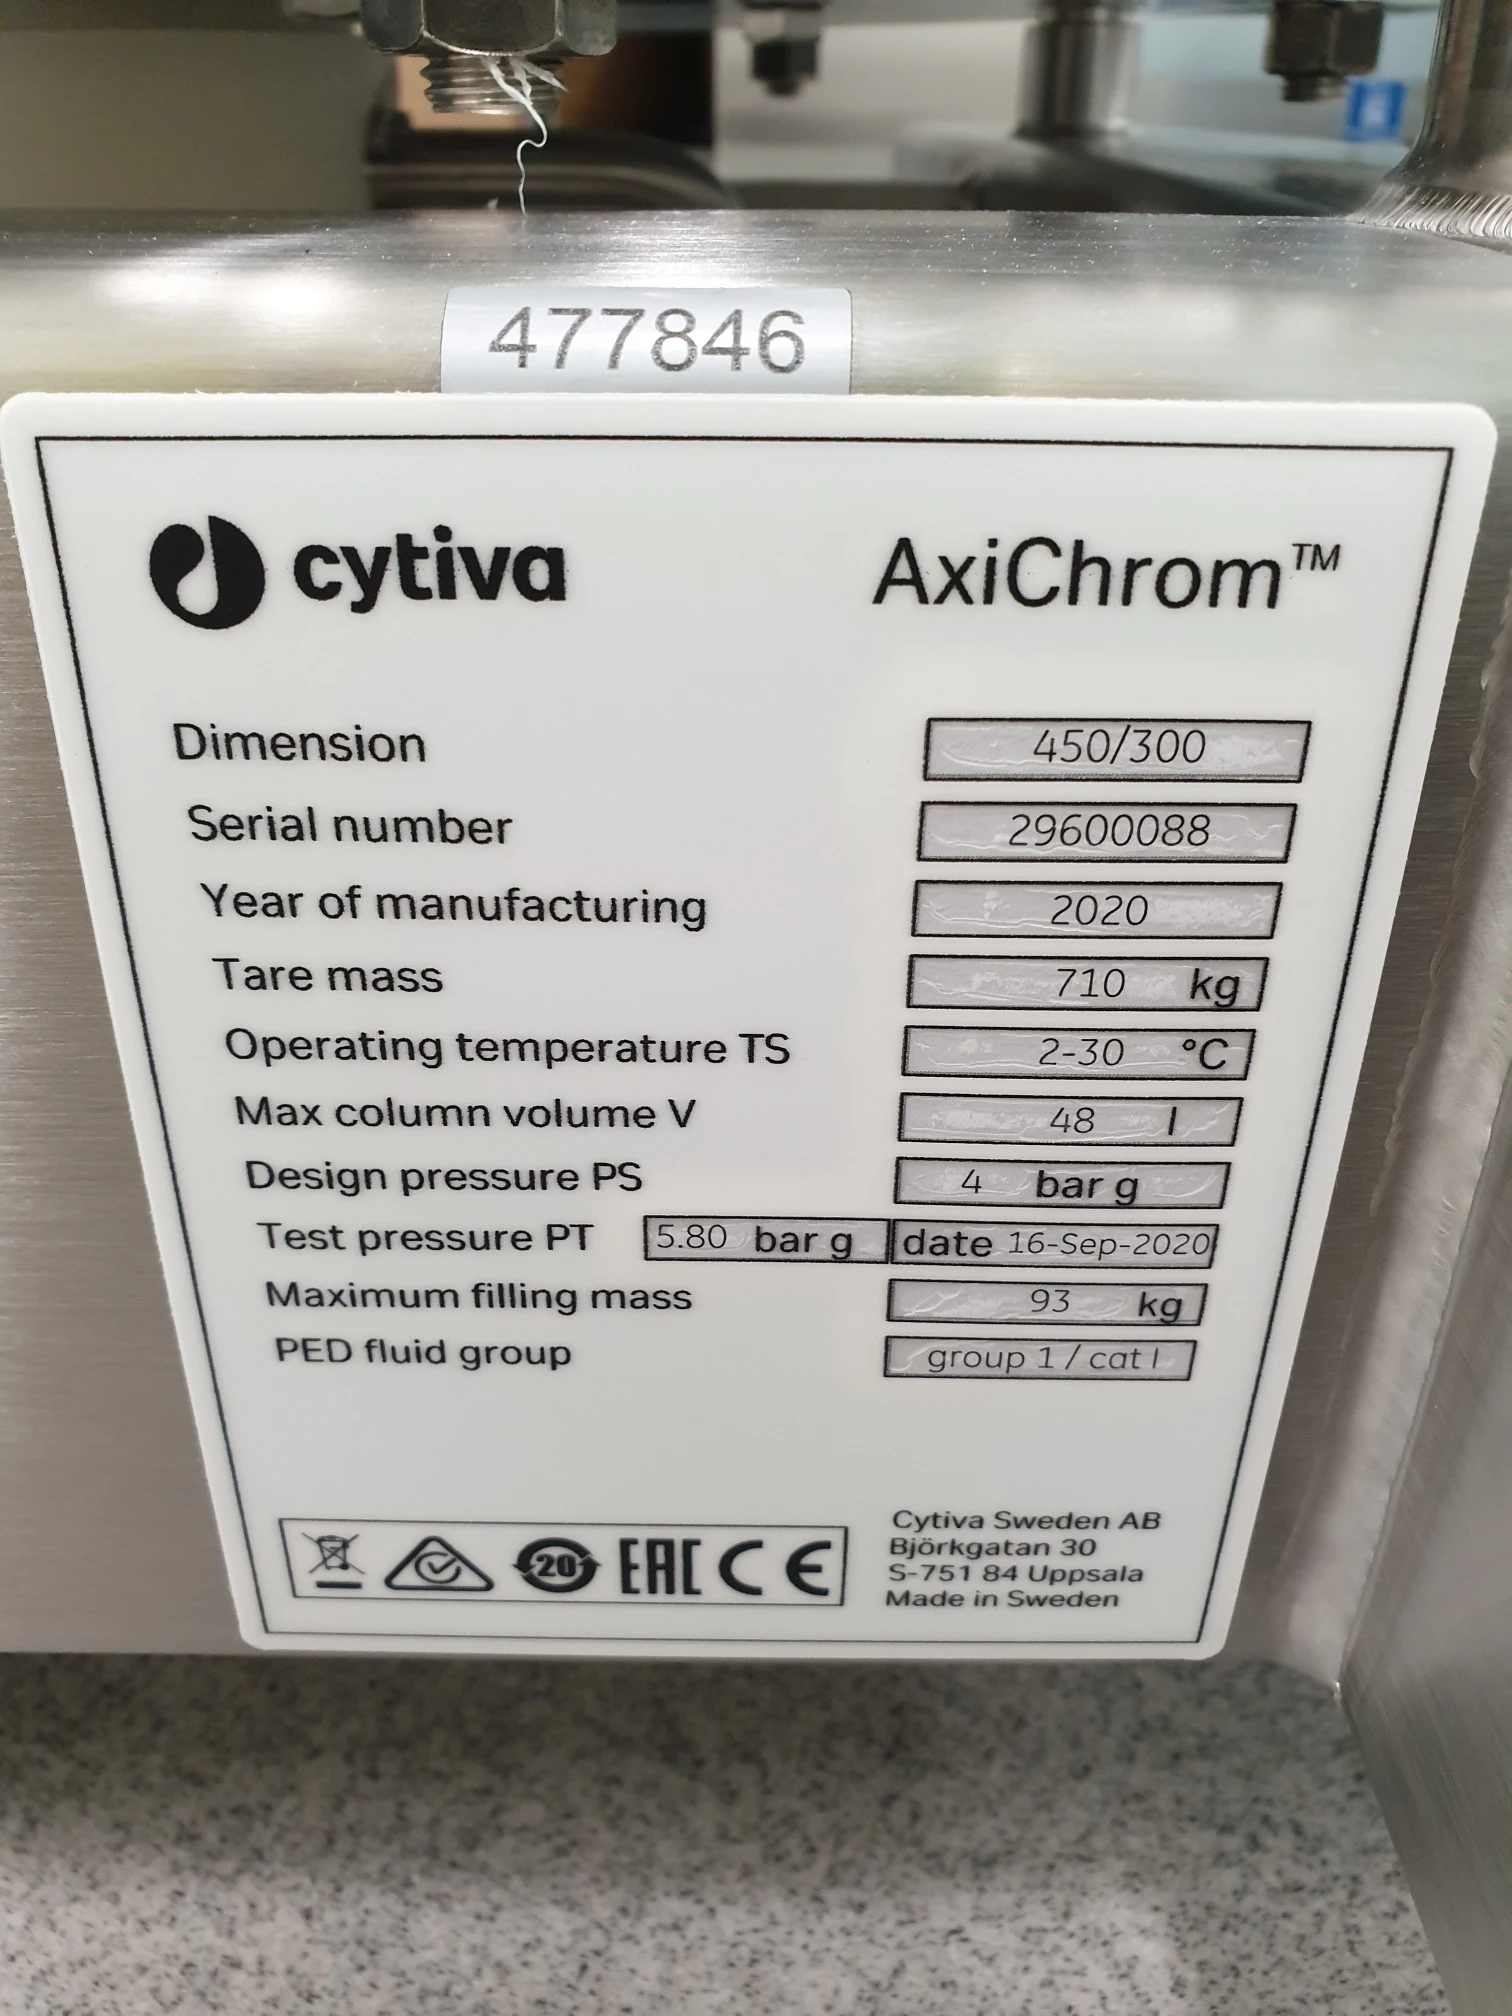 477846
cytiva AxiChrom™
Dimension 450/300
Serial number 29600088
Year of manufacturing 2020
Tare mass 710 kg
Operating temperature TS 2-30 °C
Max column volume V 48 l
Design pressure PS 4 bar g
Test pressure PT 5.80 bar g date 16-Sep-2020
Maximum filling mass 93 kg
PED fluid group group 1 / cat I
20 EAC CE
Cytiva Sweden AB
Björkgatan 30
S-751 84 Uppsala
Made in Sweden